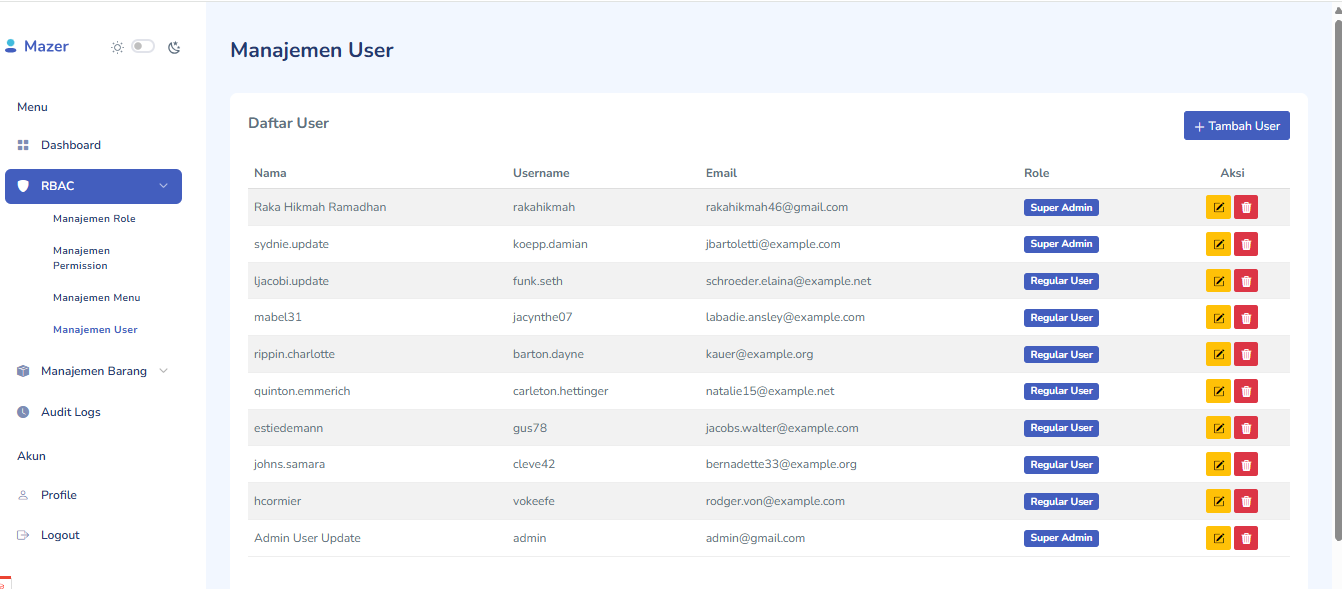 Mazer
Menu
Dashboard
RBAC
Manajemen Role
Manajemen
Permission
Manajemen Menu
Manajemen User
Manajemen Barang
Audit Logs
Akun
Profile
Logout
Manajemen User
Daftar User
+ Tambah User
Nama Username Email Role Aksi
Raka Hikmah Ramadhan rakahikmah rakahikmah46@gmail.com Super Admin
sydnie.update koepp.damian jbartoletti@example.com Super Admin
ljacobi.update funk.seth schroeder.elaina@example.net Regular User
mabel31 jacynthe07 labadie.ansley@example.com Regular User
rippin.charlotte barton.dayne kauer@example.org Regular User
quinton.emmerich carleton.hettinger natalie15@example.net Regular User
estiedemann gus78 jacobs.walter@example.com Regular User
johns.samara cleve42 bernadette33@example.org Regular User
hcormier vokeefe rodger.von@example.com Regular User
Admin User Update admin admin@gmail.com Super Admin